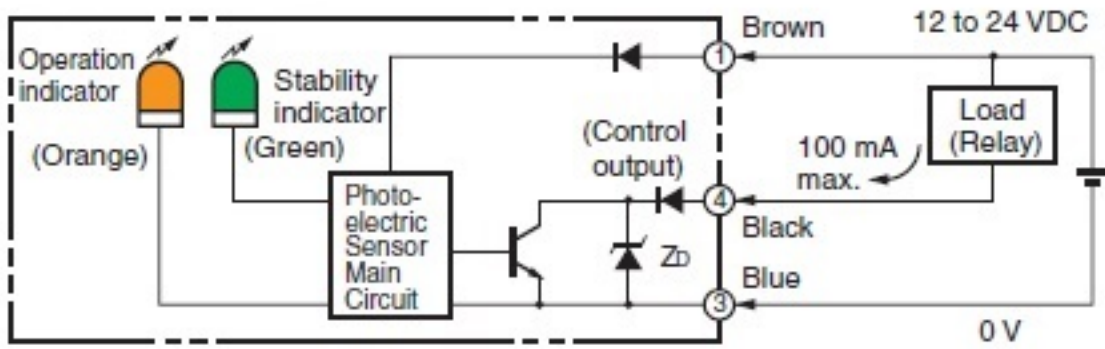 Operation
indicator
(Orange)
Stability
indicator
(Green)
Photo-
electric
Sensor
Main
Circuit
(Control
output)
ZD
1
Brown
4
Black
3
Blue
12 to 24 VDC
Load
(Relay)
100 mA
max.
0 V